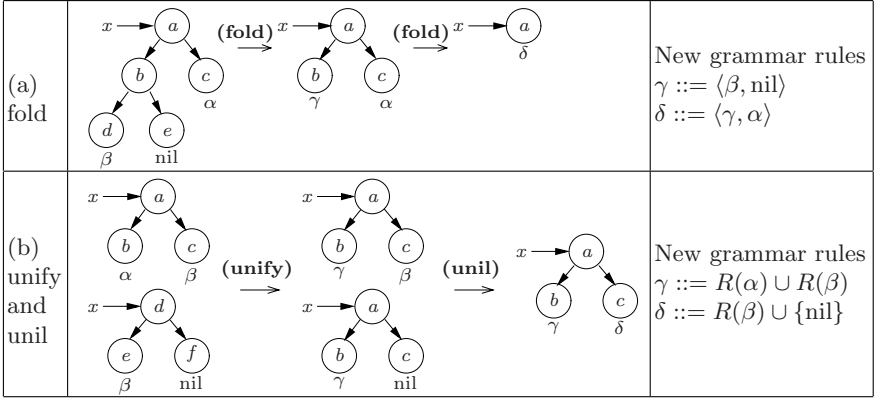 (a)
fold
x a (fold) x a (fold) x a
δ
b c
α
b c
γ α
d e
β nil
New grammar rules
γ ::= ⟨β, nil⟩
δ ::= ⟨γ, α⟩
(b)
unify
and
unil
x a
b c
α β
x d
e f
β nil
(unify)
x a
b c
γ β
x a
b c
γ nil
(unil)
x a
b c
γ δ
New grammar rules
γ ::= R(α) ∪ R(β)
δ ::= R(β) ∪ {nil}